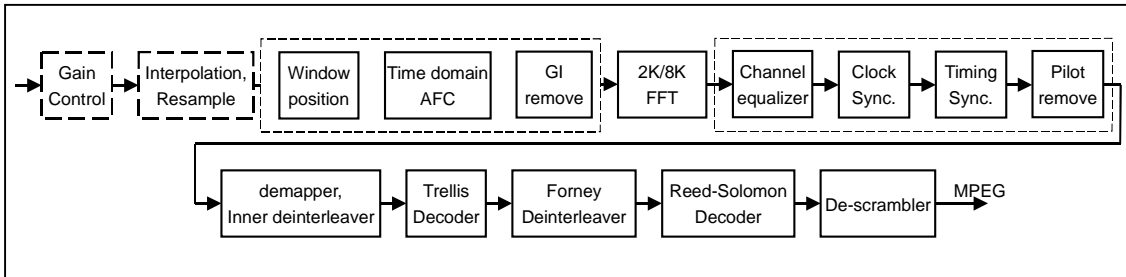 Gain
Control
Interpolation,
Resample
Window
position
Time domain
AFC
GI
remove
2K/8K
FFT
Channel
equalizer
Clock
Sync.
Timing
Sync.
Pilot
remove
demapper,
Inner deinterleaver
Trellis
Decoder
Forney
Deinterleaver
Reed-Solomon
Decoder
De-scrambler
MPEG